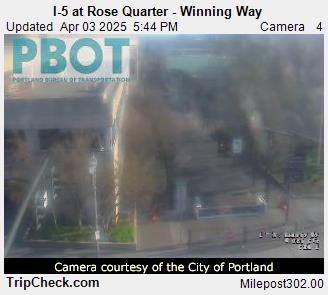 I-5 at Rose Quarter - Winning Way
Updated Apr 03 2025 5:44 PM Camera 4
PBOT
PORTLAND BUREAU OF TRANSPORTATION
Camera courtesy of the City of Portland
TripCheck.com Milepost302.00